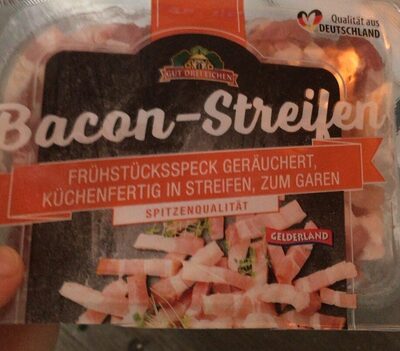 Qualität aus
DEUTSCHLAND
GUT DREI EICHEN
Bacon-Streifen
FRÜHSTÜCKSSPECK GERÄUCHERT,
KÜCHENFERTIG IN STREIFEN, ZUM GAREN
SPITZENQUALITÄT
GELDERLAND